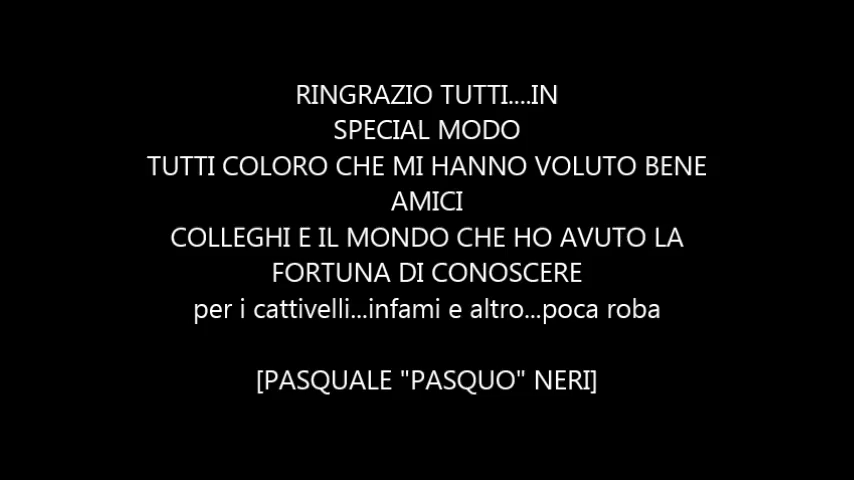 RINGRAZIO TUTTI....IN
SPECIAL MODO
TUTTI COLORO CHE MI HANNO VOLUTO BENE
AMICI
COLLEGHI E IL MONDO CHE HO AVUTO LA
FORTUNA DI CONOSCERE
per i cattivelli...infami e altro...poca roba
[PASQUALE "PASQUO" NERI]